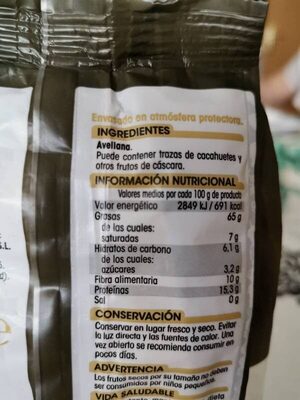 Envasado en atmósfera protectora.
INGREDIENTES
Avellana.
Puede contener trazas de cacahuetes y
otros frutos de cáscara.
INFORMACIÓN NUTRICIONAL
Valores medios por cada 100 g de producto
Valor energético 2849 kJ / 691 kcal
Grasas 65 g
de las cuales:
saturadas 7 g
Hidratos de carbono 6,1 g
de los cuales:
azúcares 3,2 g
Fibra alimentaria 10 g
Proteínas 15,3 g
Sal 0 g
CONSERVACIÓN
Conservar en lugar fresco y seco. Evitar
la luz directa y las fuentes de calor. Una
vez abierto se recomienda consumir en
pocos días.
ADVERTENCIA
Los frutos secos por su tamaño no deben
ser consumidos por niños pequeños.
VIDA SALUDABLE
dieta